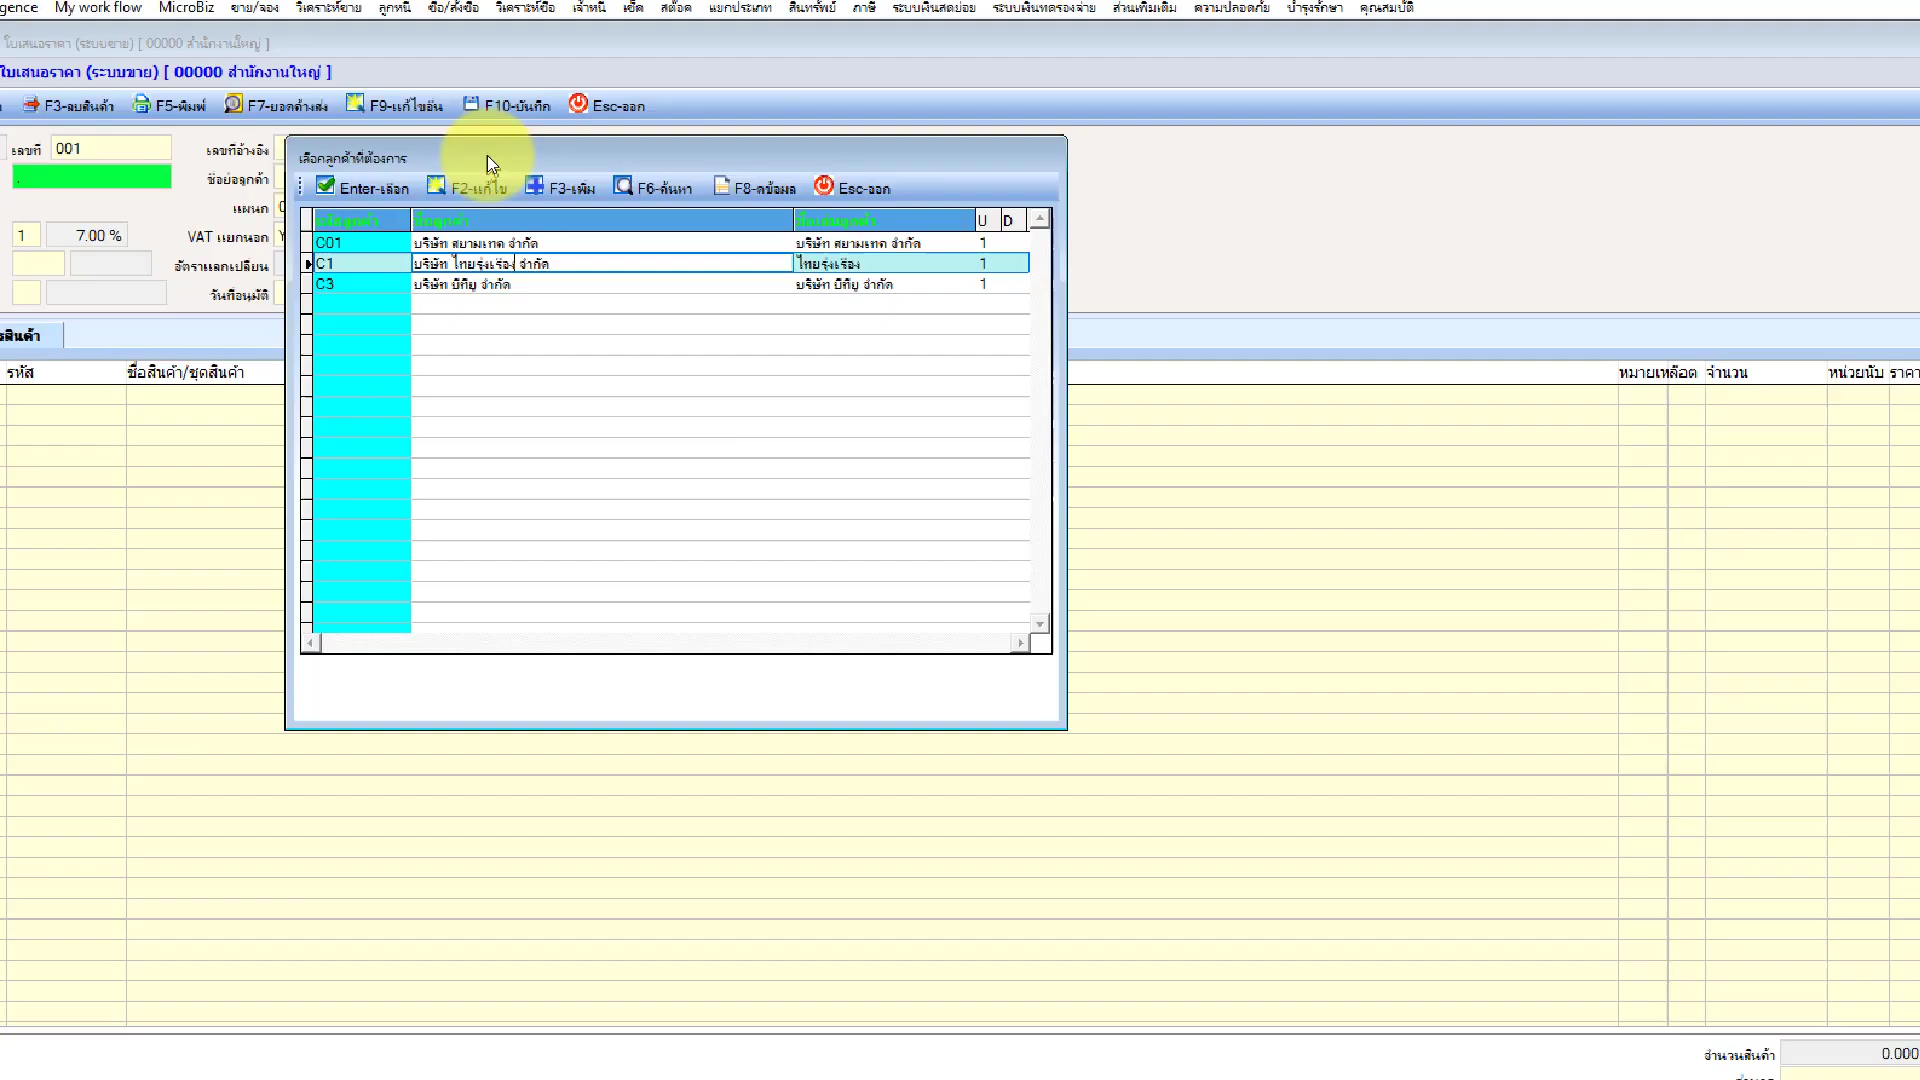 gence My work flow MicroBiz ขาย/จอง วิเคราะห์ขาย ลูกหนี้ ซื้อ/สั่งซื้อ วิเคราะห์ซื้อ เจ้าหนี้ เช็ค สต๊อค แยกประเภท สินทรัพย์ ภาษี ระบบเงินสดย่อย ระบบเงินทดรองจ่าย ส่วนเพิ่มเติม ความปลอดภัย บำรุงรักษา คุณสมบัติ
ใบเสนอราคา (ระบบขาย) [ 00000 สำนักงานใหญ่ ]
ใบเสนอราคา (ระบบขาย) [ 00000 สำนักงานใหญ่ ]
F3-ลบสินค้า F5-พิมพ์ F7-ยอดค้างส่ง F9-แก้ไขอื่น F10-บันทึก Esc-ออก
เลขที่ 001 เลขที่อ้างอิง
. ชื่อย่อลูกค้า
แผนก
1 7.00 % VAT แยกนอก
อัตราแลกเปลี่ยน
วันที่อนุมัติ
เลือกลูกค้าที่ต้องการ
Enter-เลือก F2-แก้ไข F3-เพิ่ม F6-ค้นหา F8-ดูข้อมูล Esc-ออก
รหัสลูกค้า ชื่อลูกค้า U D
C01 บริษัท สยามเทค จำกัด บริษัท สยามเทค จำกัด 1
C1 บริษัท ไทยรุ่งเรือง จำกัด ไทยรุ่งเรือง 1
C3 บริษัท บีทียู จำกัด บริษัท บีทียู จำกัด 1
รสินค้า
รหัส ชื่อสินค้า/ชุดสินค้า หมายเหตุ ล็อต จำนวน หน่วยนับ ราคา
จำนวนสินค้า 0.000